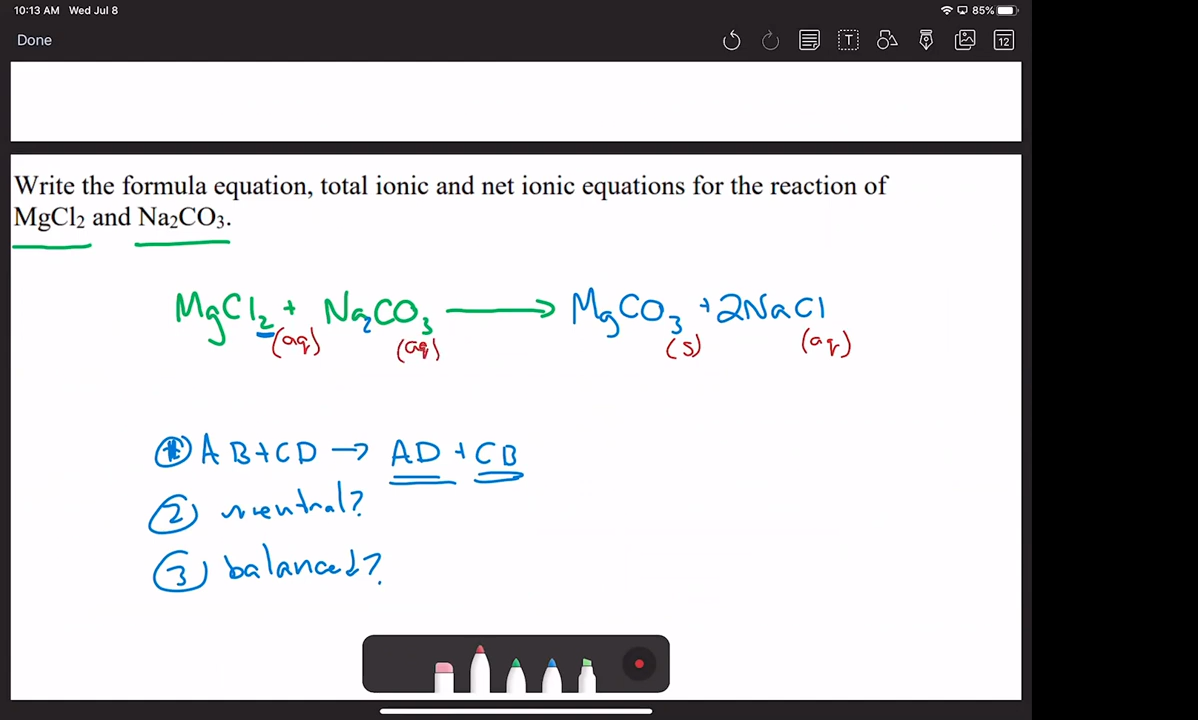 10:13 AM Wed Jul 8 85%
Done T 12
Write the formula equation, total ionic and net ionic equations for the reaction of
MgCl₂ and Na₂CO₃.
MgCl₂ + Na₂CO₃ → MgCO₃ + 2NaCl
(aq) (aq) (s) (aq)
AB+CD → AD + CB
② neutral?
③ balanced?